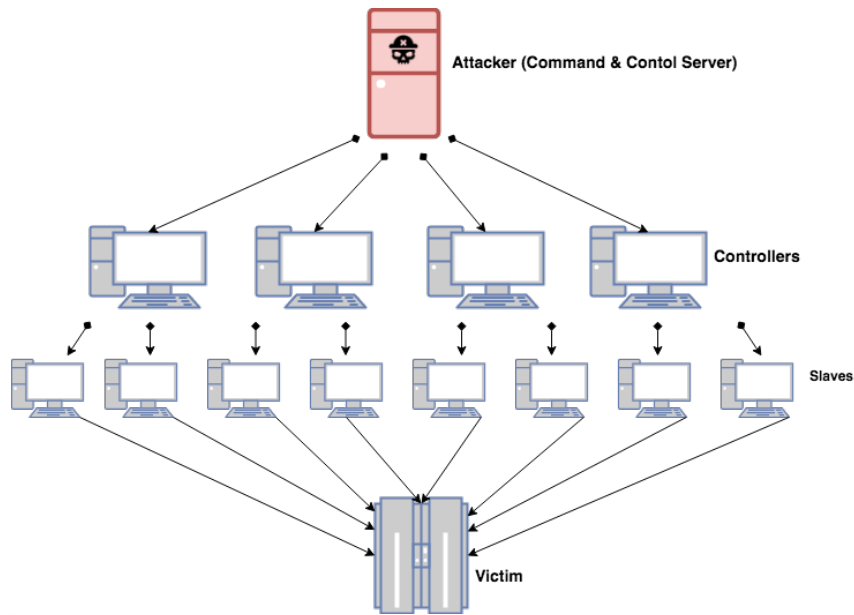 Attacker (Command & Contol Server)
Controllers
Slaves
Victim